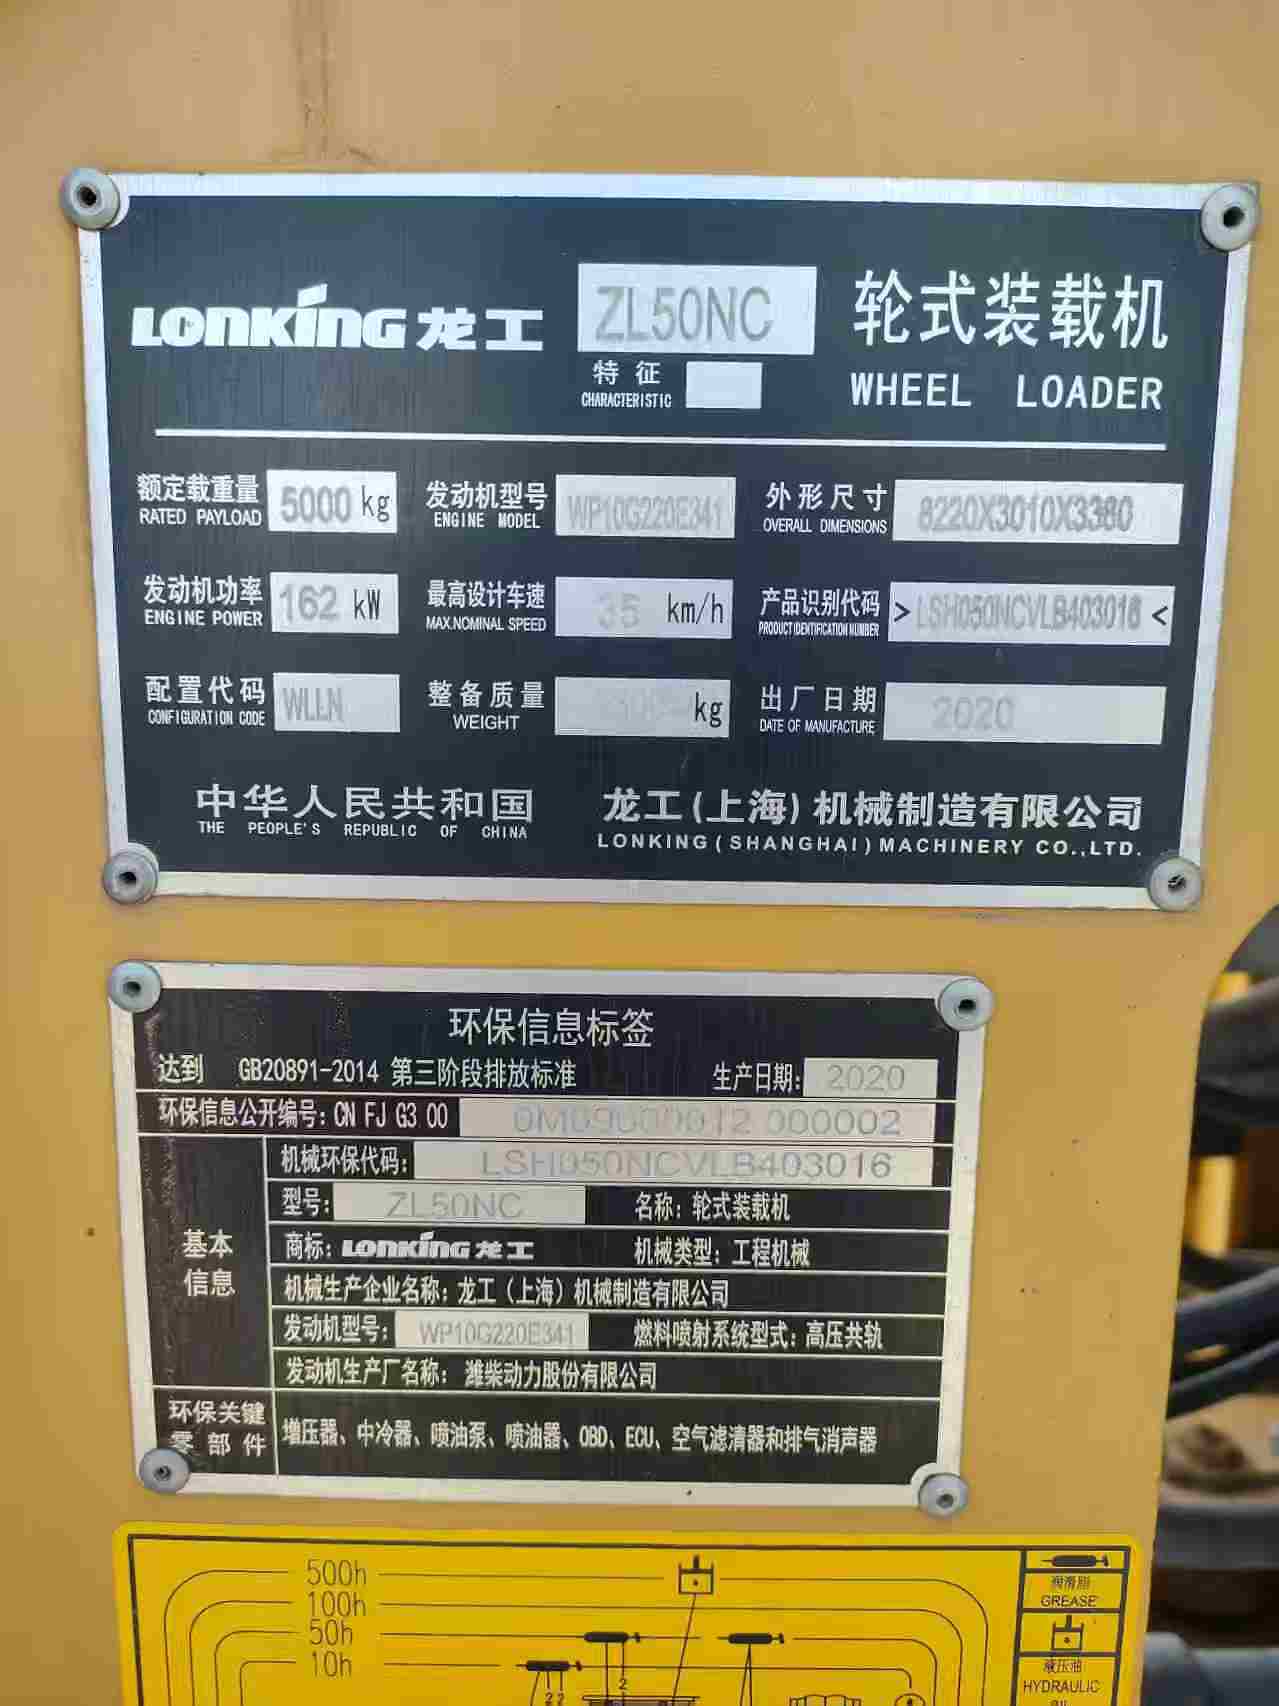 LONKING 龙工 ZL50NC 轮式装载机
特征
CHARACTERISTIC WHEEL LOADER
额定载重量 5000 kg 发动机型号 WP10G220E341 外形尺寸 8220X3010X3380
RATED PAYLOAD ENGINE MODEL OVERALL DIMENSIONS
发动机功率 162 kW 最高设计车速 35 km/h 产品识别代码 >LSH050NCVLB403016<
ENGINE POWER MAX.NOMINAL SPEED PRODUCT IDENTIFICATION NUMBER
配置代码 WLLN 整备质量 kg 出厂日期 2020
CONFIGURATION CODE WEIGHT DATE OF MANUFACTURE
中华人民共和国 龙工(上海)机械制造有限公司
THE PEOPLE'S REPUBLIC OF CHINA LONKING(SHANGHAI)MACHINERY CO.,LTD.
环保信息标签
达到 GB20891-2014 第三阶段排放标准 生产日期: 2020
环保信息公开编号: CN FJ G3 00 000002
机械环保代码: LSH050NCVLB403016
型号: ZL50NC 名称: 轮式装载机
基本信息 商标: LONKING 龙工 机械类型: 工程机械
机械生产企业名称: 龙工(上海)机械制造有限公司
发动机型号: WP10G220E341 燃料喷射系统型式: 高压共轨
发动机生产厂名称: 潍柴动力股份有限公司
环保关键零部件 增压器、中冷器、喷油泵、喷油器、OBD、ECU、空气滤清器和排气消声器
500h
润滑脂
100h GREASE
50h
10h 液压油
2 2 2 HYDRAULIC